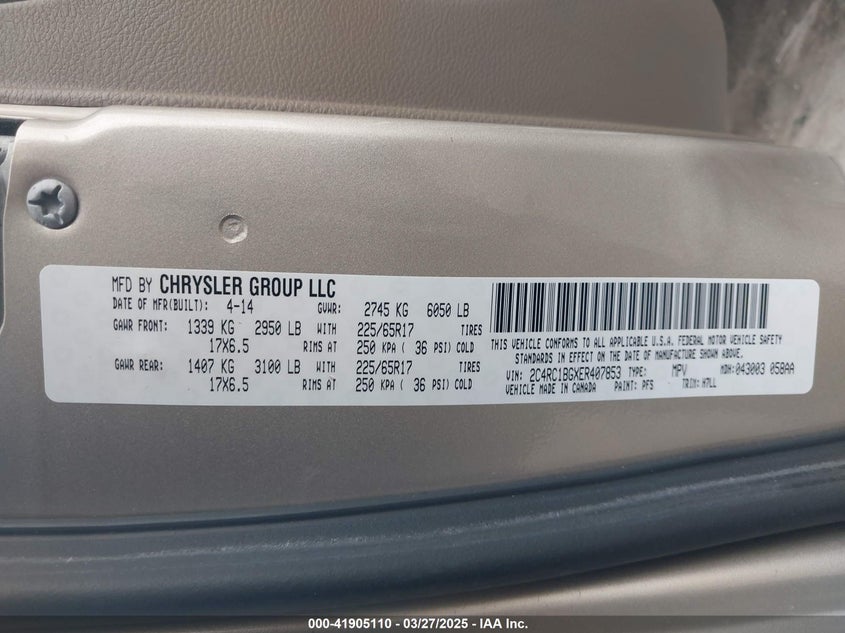 MFD BY CHRYSLER GROUP LLC
DATE OF MFR(BUILT): 4-14 GVWR: 2745 KG 6050 LB
GAWR FRONT: 1339 KG 2950 LB WITH 225/65R17 TIRES
17X6.5 RIMS AT 250 KPA ( 36 PSI) COLD
GAWR REAR: 1407 KG 3100 LB WITH 225/65R17 TIRES
17X6.5 RIMS AT 250 KPA ( 36 PSI) COLD
THIS VEHICLE CONFORMS TO ALL APPLICABLE U.S.A. FEDERAL MOTOR VEHICLE SAFETY
STANDARDS IN EFFECT ON THE DATE OF MANUFACTURE SHOWN ABOVE.
VIN: 2C4RC1BGXER407853 TYPE: MPV MDH: 043003 058AA
VEHICLE MADE IN CANADA PAINT: PFS TRIM: H7LL
000-41905110 - 03/27/2025 - IAA Inc.